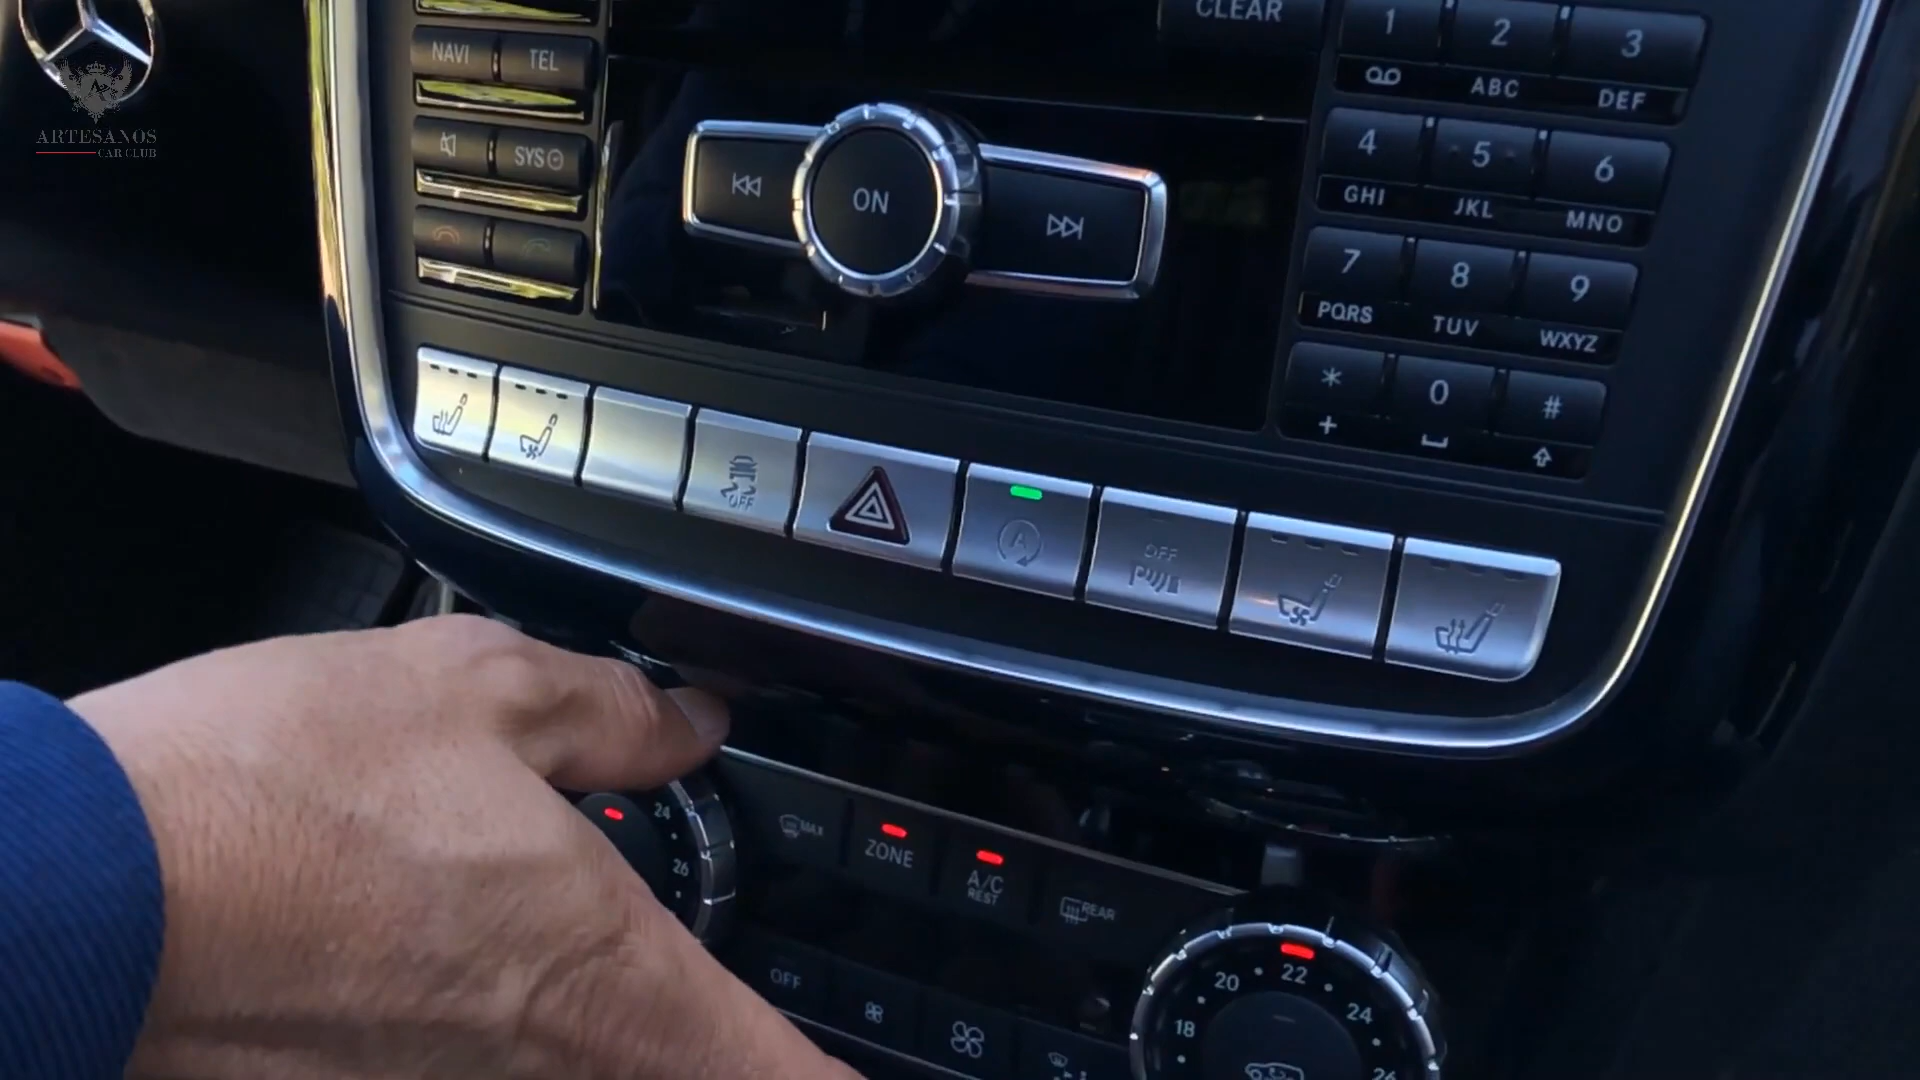 CLEAR
NAVI TEL
SYS
ON
1 2 3
ABC DEF
4 5 6
GHI JKL MNO
7 8 9
PQRS TUV WXYZ
* 0 #
+
OFF
A
OFF
P
24
26
MAX
ZONE
A/C
REST
REAR
OFF
18 20 22 24 26
ARTESANOS
CAR CLUB